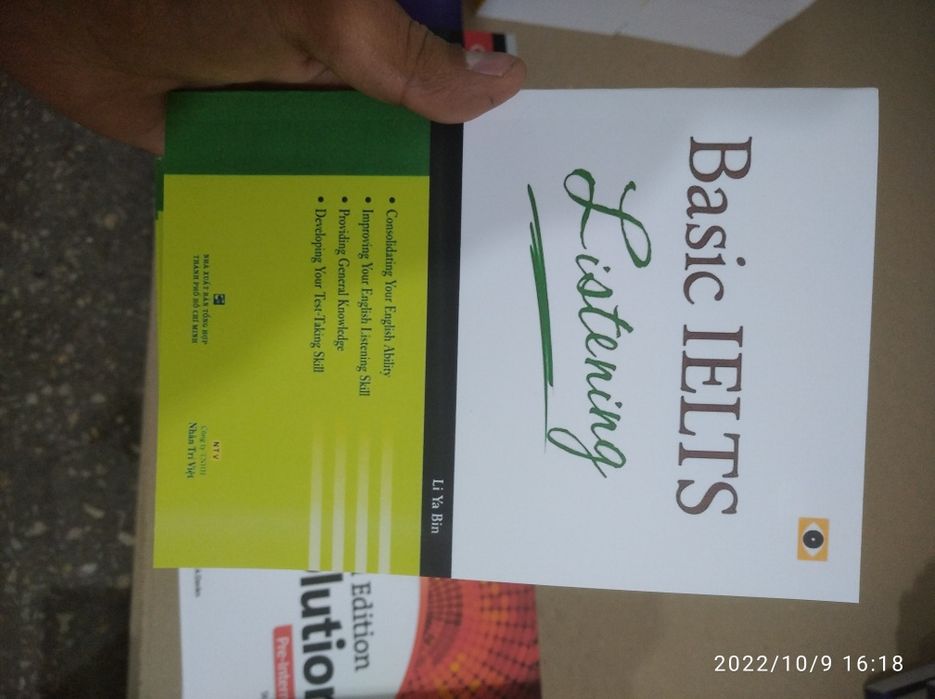 Basic IELTS
Listening
Li Ya Bin
• Consolidating Your English Ability
• Improving Your English Listening Skill
• Providing General Knowledge
• Developing Your Test-Taking Skill
NHÀ XUẤT BẢN TỔNG HỢP
THÀNH PHỐ HỒ CHÍ MINH
NTV
Công ty TNHH
Nhân Trí Việt
Edition
lution
Pre-Inter
2022/10/9 16:18